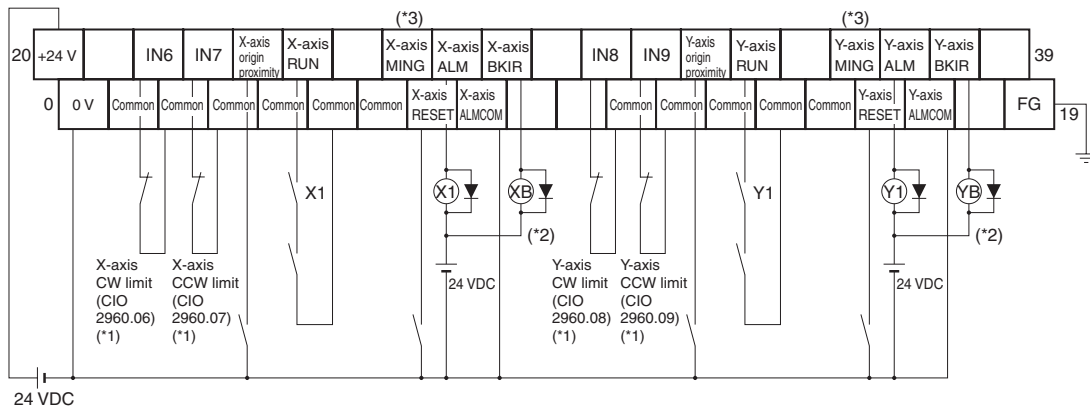 (*3) (*3)
20 +24 V IN6 IN7 X-axis origin proximity X-axis RUN X-axis MING X-axis ALM X-axis BKIR IN8 IN9 Y-axis origin proximity Y-axis RUN Y-axis MING Y-axis ALM Y-axis BKIR 39
0 0 V Common Common Common Common Common Common X-axis RESET X-axis ALMCOM Common Common Common Common Common Y-axis RESET Y-axis ALMCOM FG 19
X1 X1 XB Y1 Y1 YB
(*2) (*2)
X-axis CW limit (CIO 2960.06) (*1)
X-axis CCW limit (CIO 2960.07) (*1)
24 VDC
Y-axis CW limit (CIO 2960.08) (*1)
Y-axis CCW limit (CIO 2960.09) (*1)
24 VDC
24 VDC